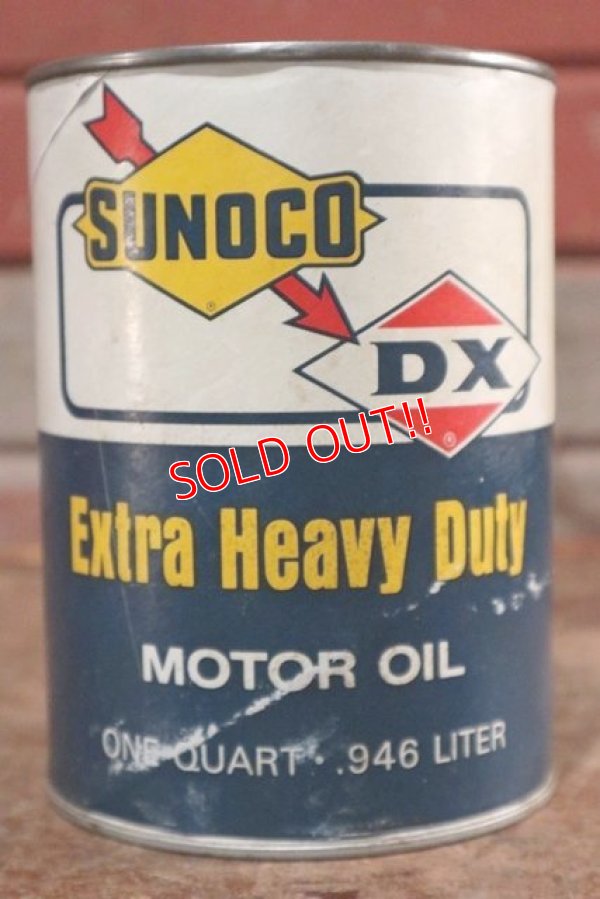 SUNOCO
DX
SOLD OUT!!
Extra Heavy Duty
MOTOR OIL
ONE QUART · .946 LITER